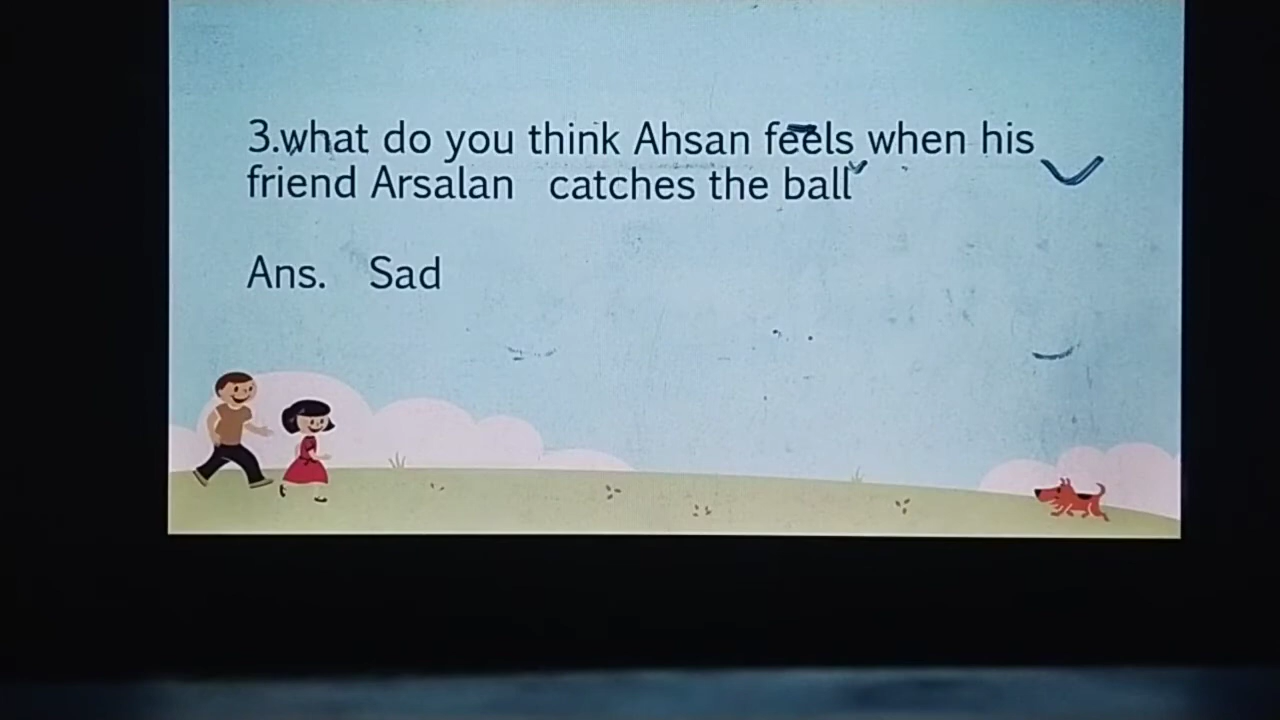 3.what do you think Ahsan feels when his
friend Arsalan catches the ball
Ans. Sad